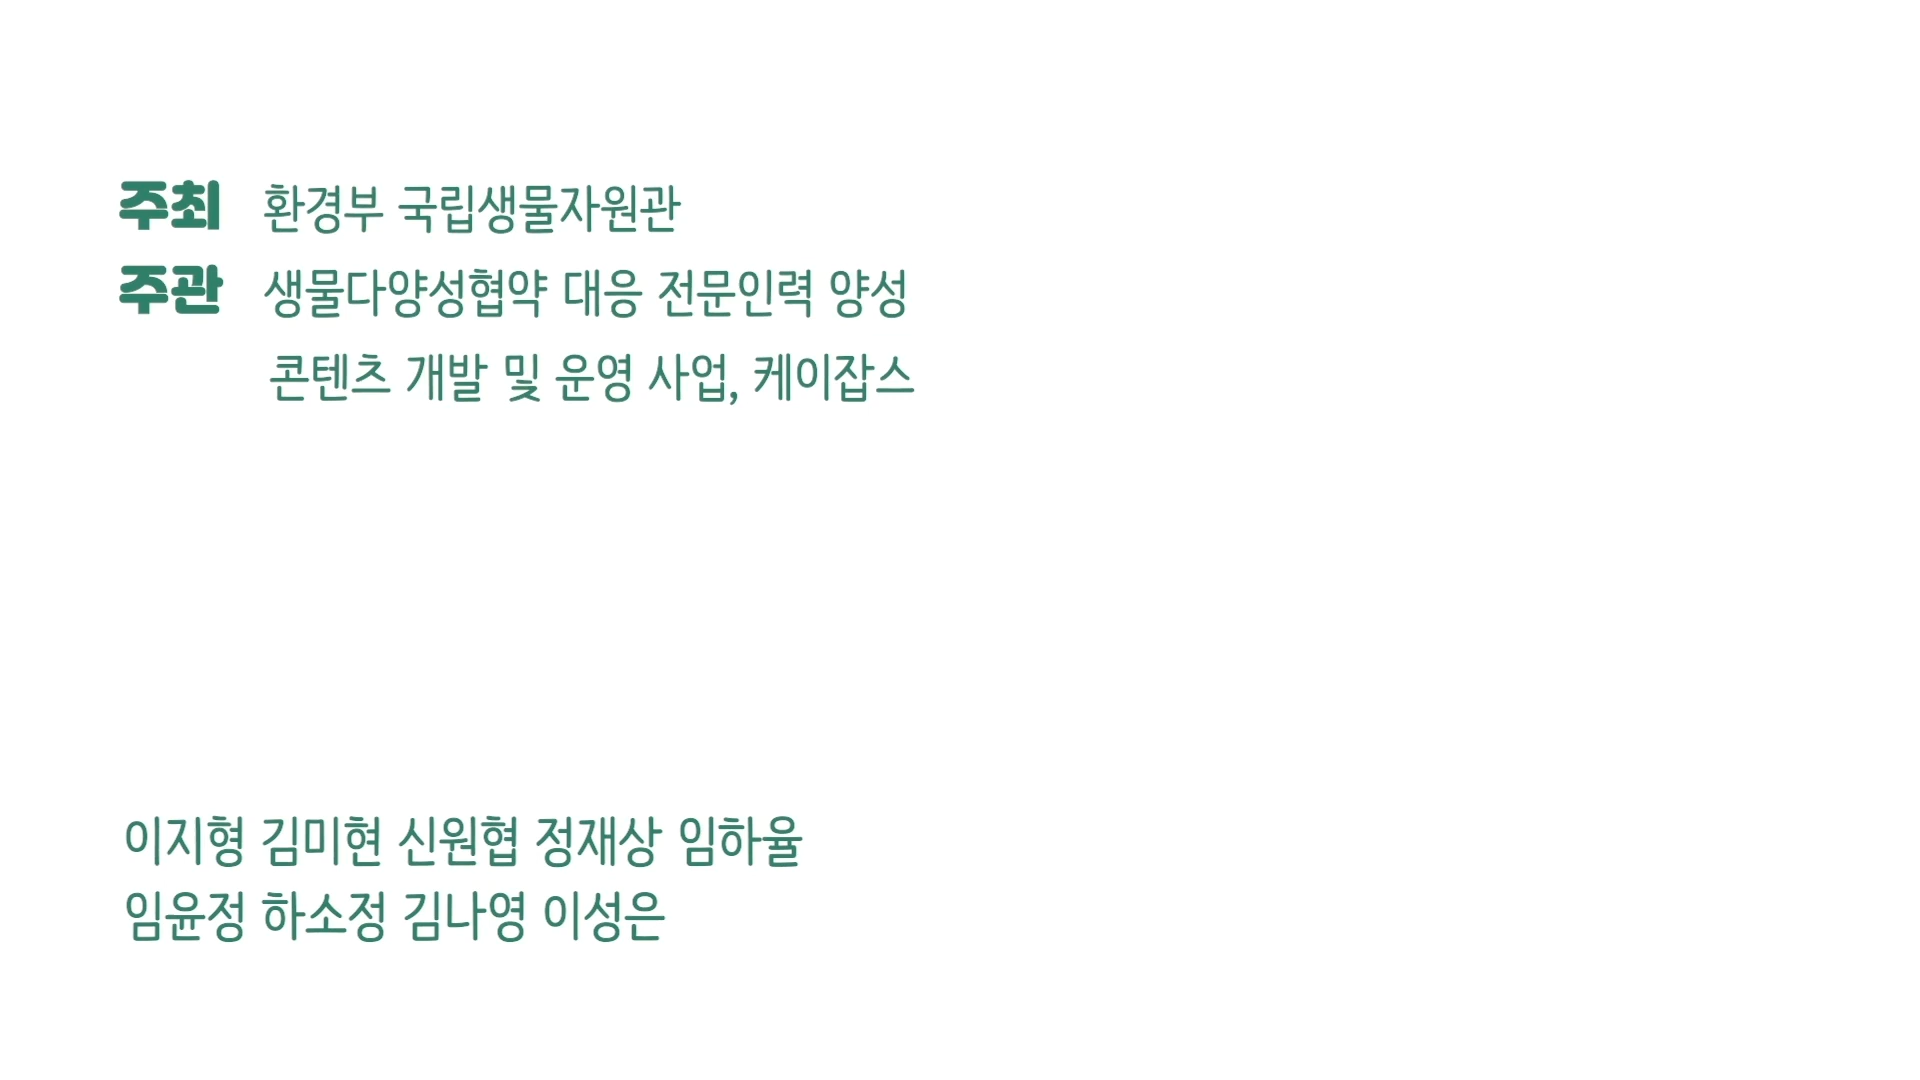 주최 환경부 국립생물자원관
주관 생물다양성협약 대응 전문인력 양성
콘텐츠 개발 및 운영 사업, 케이잡스
이지형 김미현 신원협 정재상 임하율
임윤정 하소정 김나영 이성은